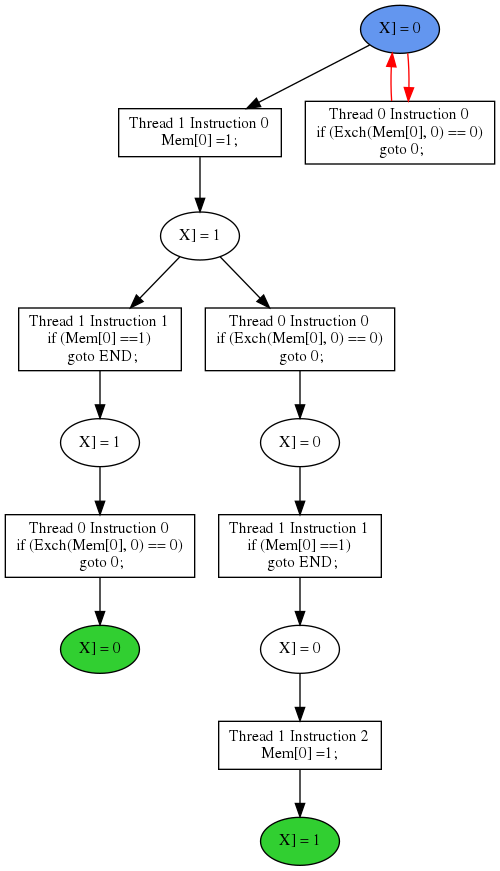 X] = 0
Thread 0 Instruction 0
if (Exch(Mem[0], 0) == 0)
goto 0;
Thread 1 Instruction 0
Mem[0] =1;
X] = 1
Thread 1 Instruction 1
if (Mem[0] ==1)
goto END;
Thread 0 Instruction 0
if (Exch(Mem[0], 0) == 0)
goto 0;
X] = 1
X] = 0
Thread 0 Instruction 0
if (Exch(Mem[0], 0) == 0)
goto 0;
Thread 1 Instruction 1
if (Mem[0] ==1)
goto END;
X] = 0
X] = 0
Thread 1 Instruction 2
Mem[0] =1;
X] = 1